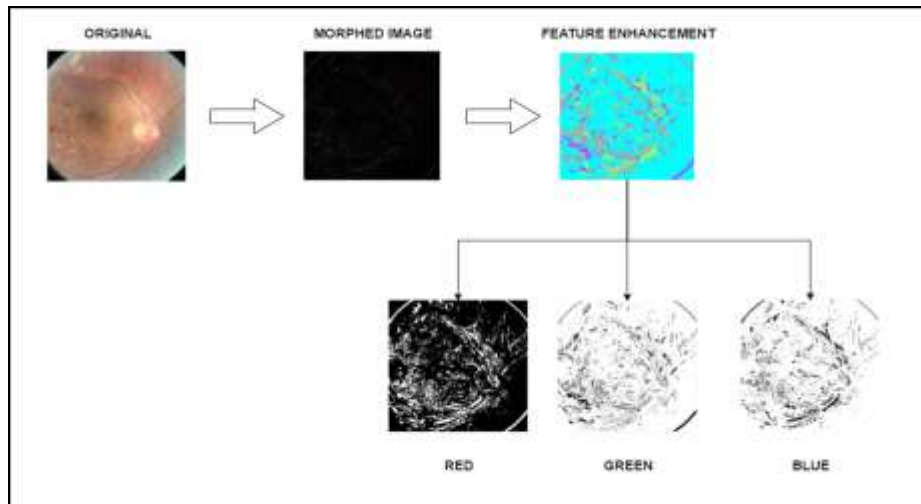 ORIGINAL
MORPHED IMAGE
FEATURE ENHANCEMENT
RED
GREEN
BLUE